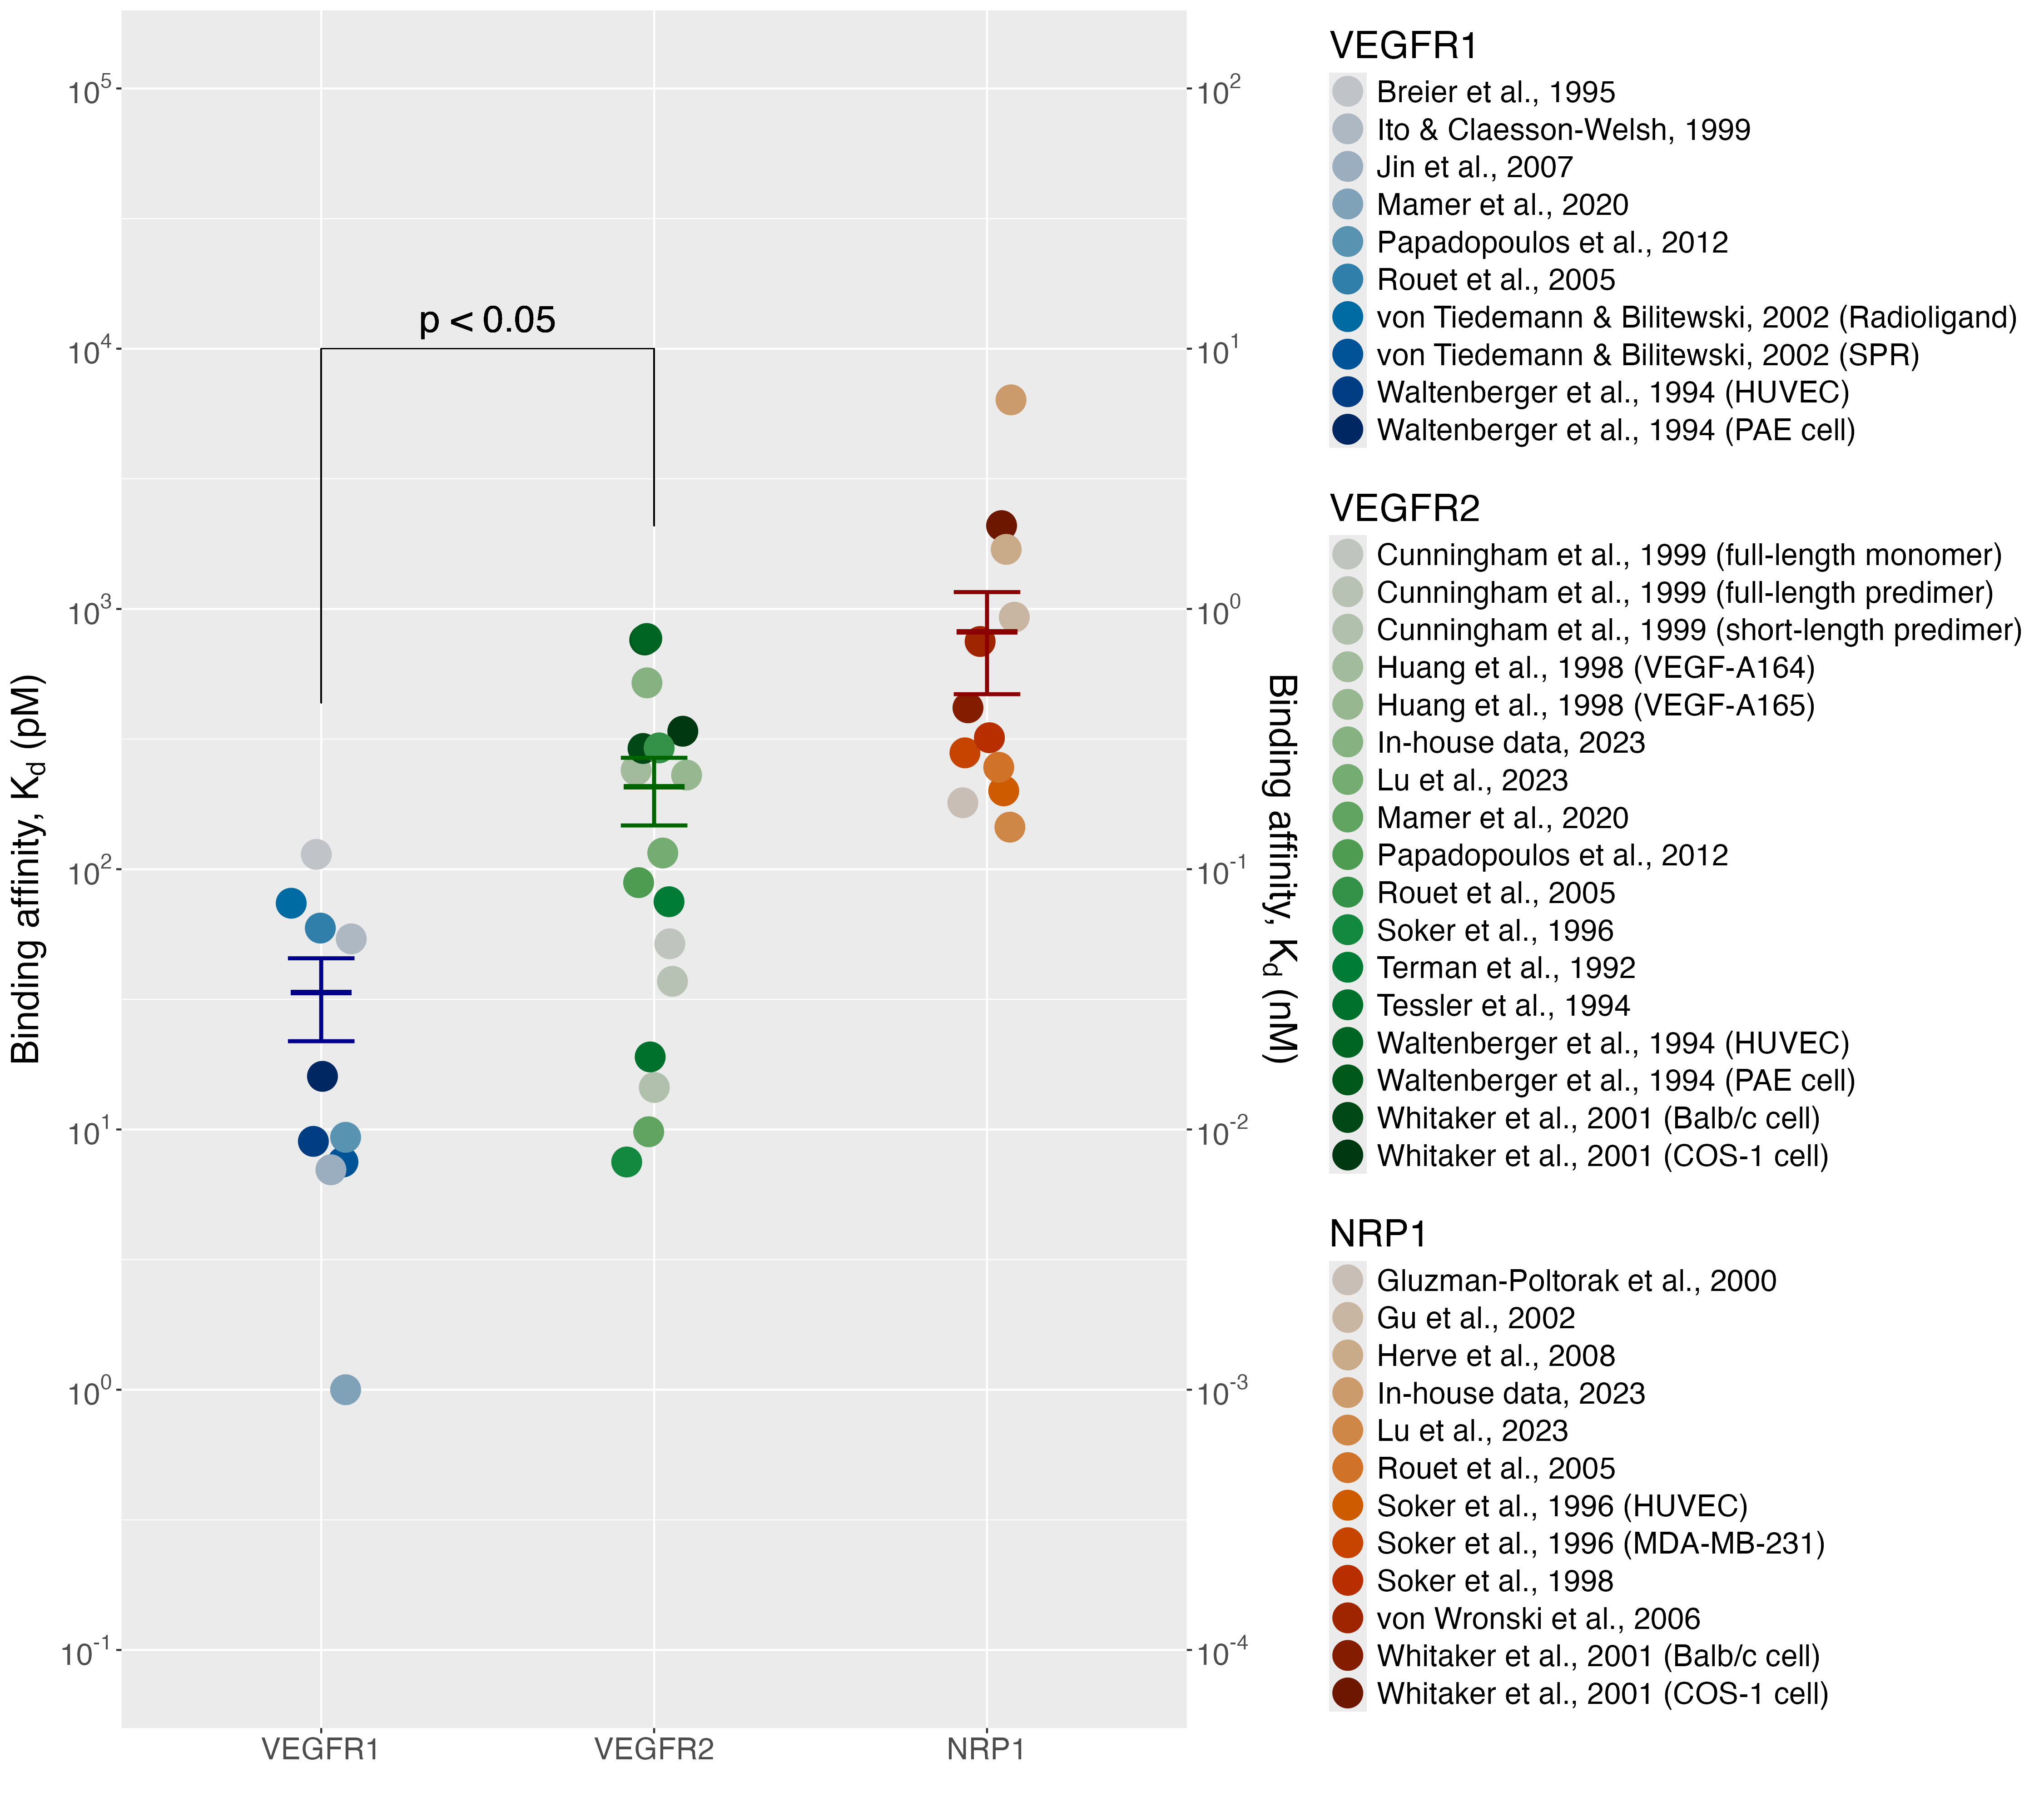 Binding affinity, Kd (pM)
10^5
10^4
10^3
10^2
10^1
10^0
10^-1
p < 0.05
VEGFR1
VEGFR2
NRP1
10^2
10^1
10^0
10^-1
10^-2
10^-3
10^-4
Binding affinity, Kd (nM)
VEGFR1
Breier et al., 1995
Ito & Claesson-Welsh, 1999
Jin et al., 2007
Mamer et al., 2020
Papadopoulos et al., 2012
Rouet et al., 2005
von Tiedemann & Bilitewski, 2002 (Radioligand)
von Tiedemann & Bilitewski, 2002 (SPR)
Waltenberger et al., 1994 (HUVEC)
Waltenberger et al., 1994 (PAE cell)
VEGFR2
Cunningham et al., 1999 (full-length monomer)
Cunningham et al., 1999 (full-length predimer)
Cunningham et al., 1999 (short-length predimer)
Huang et al., 1998 (VEGF-A164)
Huang et al., 1998 (VEGF-A165)
In-house data, 2023
Lu et al., 2023
Mamer et al., 2020
Papadopoulos et al., 2012
Rouet et al., 2005
Soker et al., 1996
Terman et al., 1992
Tessler et al., 1994
Waltenberger et al., 1994 (HUVEC)
Waltenberger et al., 1994 (PAE cell)
Whitaker et al., 2001 (Balb/c cell)
Whitaker et al., 2001 (COS-1 cell)
NRP1
Gluzman-Poltorak et al., 2000
Gu et al., 2002
Herve et al., 2008
In-house data, 2023
Lu et al., 2023
Rouet et al., 2005
Soker et al., 1996 (HUVEC)
Soker et al., 1996 (MDA-MB-231)
Soker et al., 1998
von Wronski et al., 2006
Whitaker et al., 2001 (Balb/c cell)
Whitaker et al., 2001 (COS-1 cell)